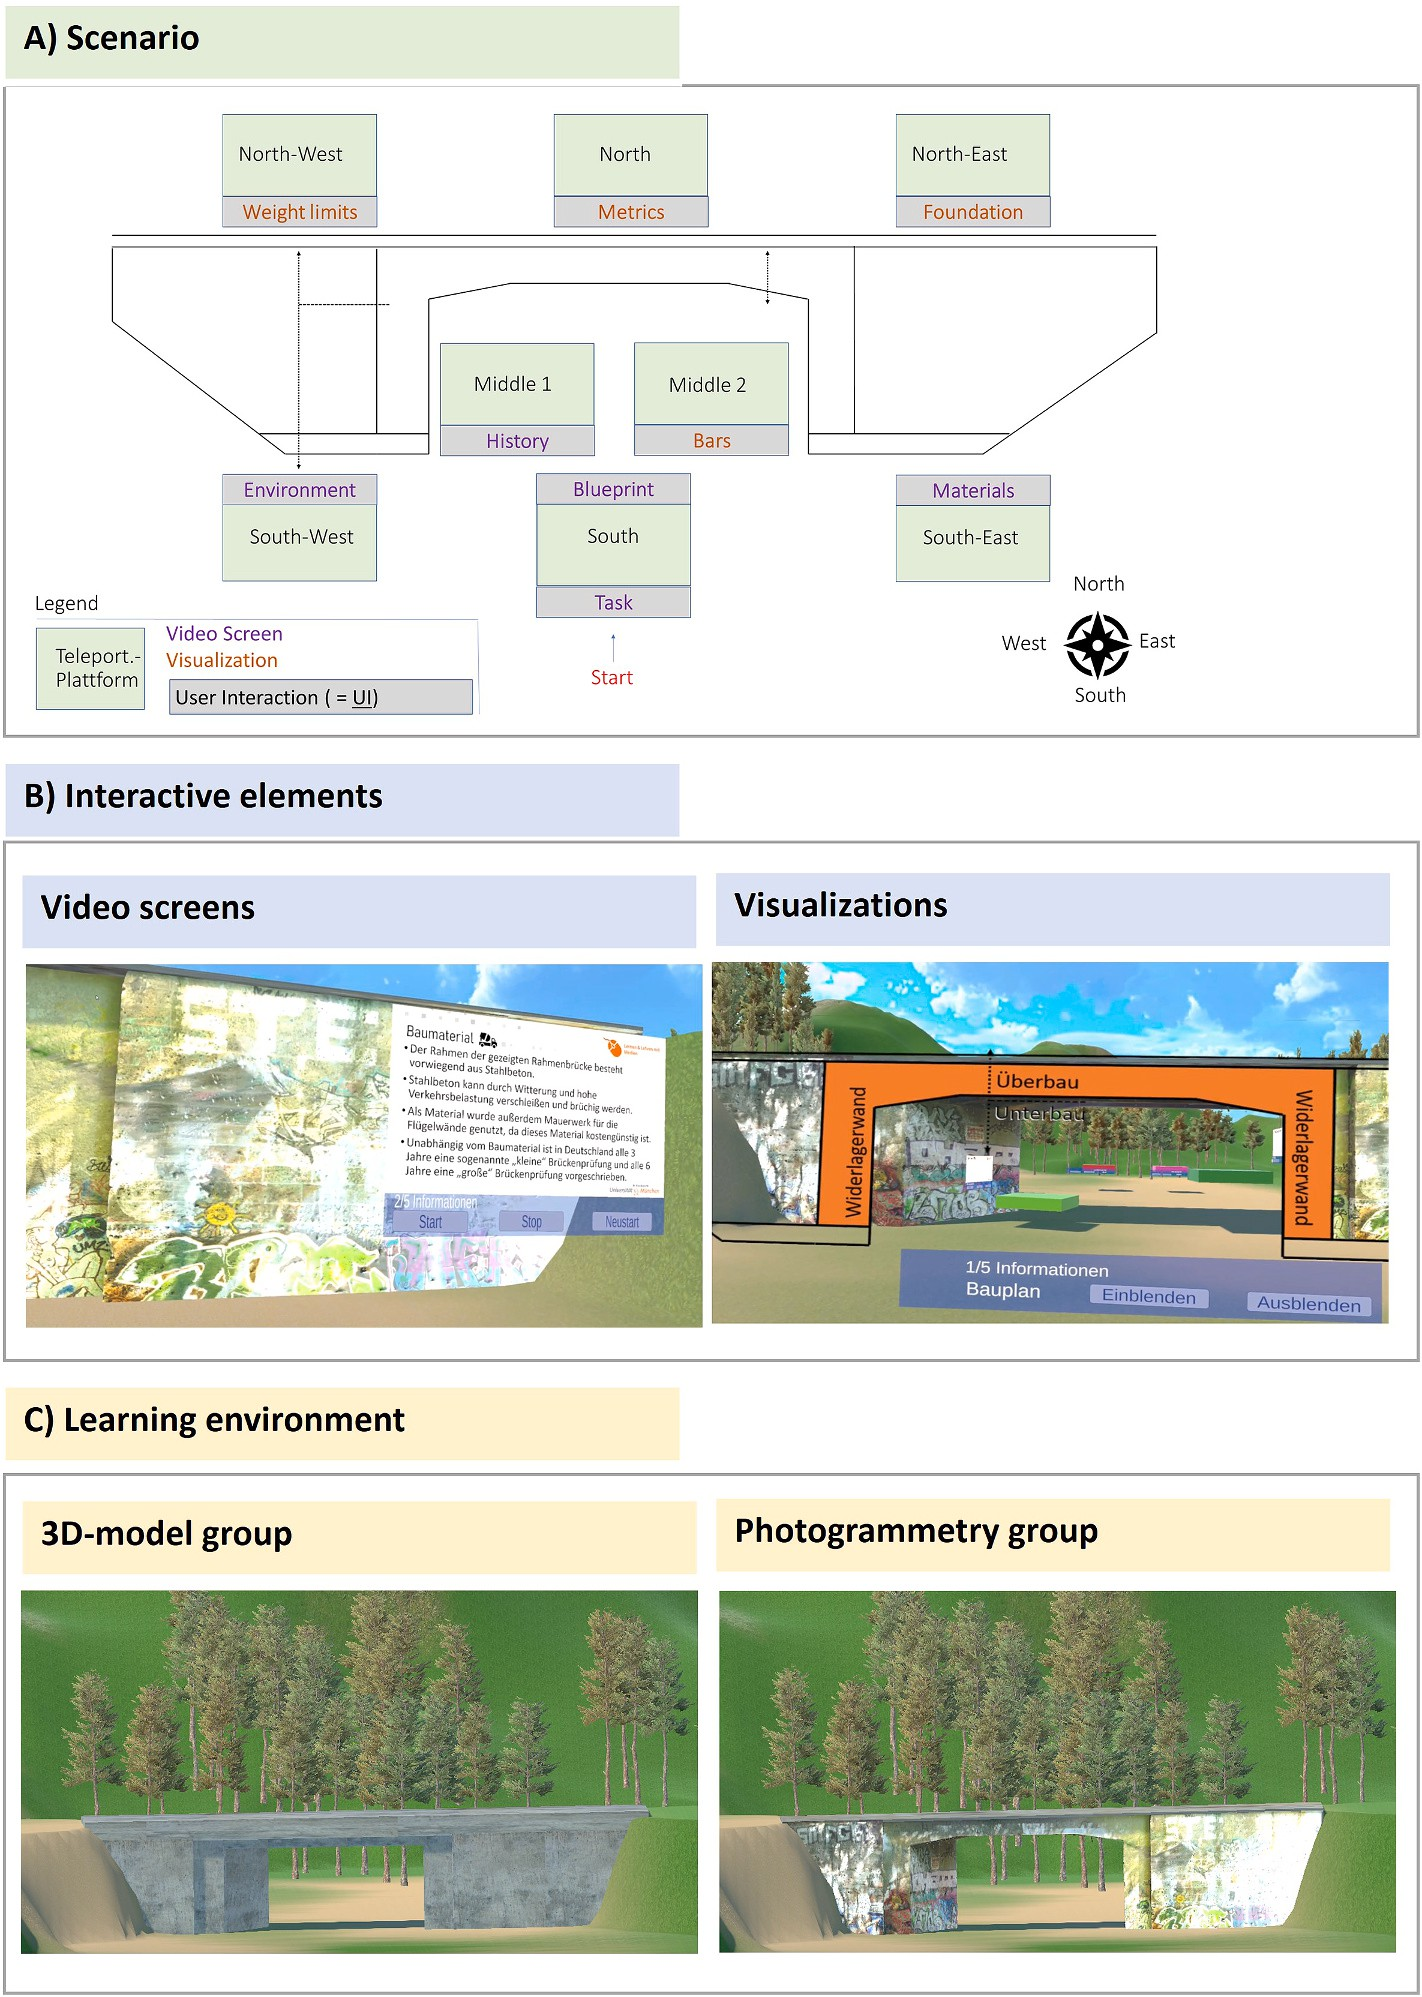 A) Scenario
North-West
North
North-East
Weight limits
Metrics
Foundation
Middle 1
Middle 2
History
Bars
Environment
Blueprint
Materials
South-West
South
South-East
Task
Start
Legend
Teleport.-
Plattform
Video Screen
Visualization
User Interaction ( = UI)
North
West
East
South
B) Interactive elements
Video screens
Visualizations
STE
Baumaterial
• Der Rahmen der gezeigten Rahmenbrücke besteht
vorwiegend aus Stahlbeton.
• Stahlbeton kann durch Witterung und hohe
Verkehrsbelastung verschleißen und brüchig werden.
• Als Material wurde außerdem Mauerwerk für die
Flügelwände genutzt, da dieses Material kostengünstig ist.
• Unabhängig vom Baumaterial ist in Deutschland alle 3
Jahre eine sogenannte „kleine" Brückenprüfung und alle 6
Jahre eine „große" Brückenprüfung vorgeschrieben.
2/5 Informationen
Start
Stop
Neustart
Überbau
Unterbau
Widerlagerwand
Widerlagerwand
1/5 Informationen
Bauplan
Einblenden
Ausblenden
C) Learning environment
3D-model group
Photogrammetry group
STE